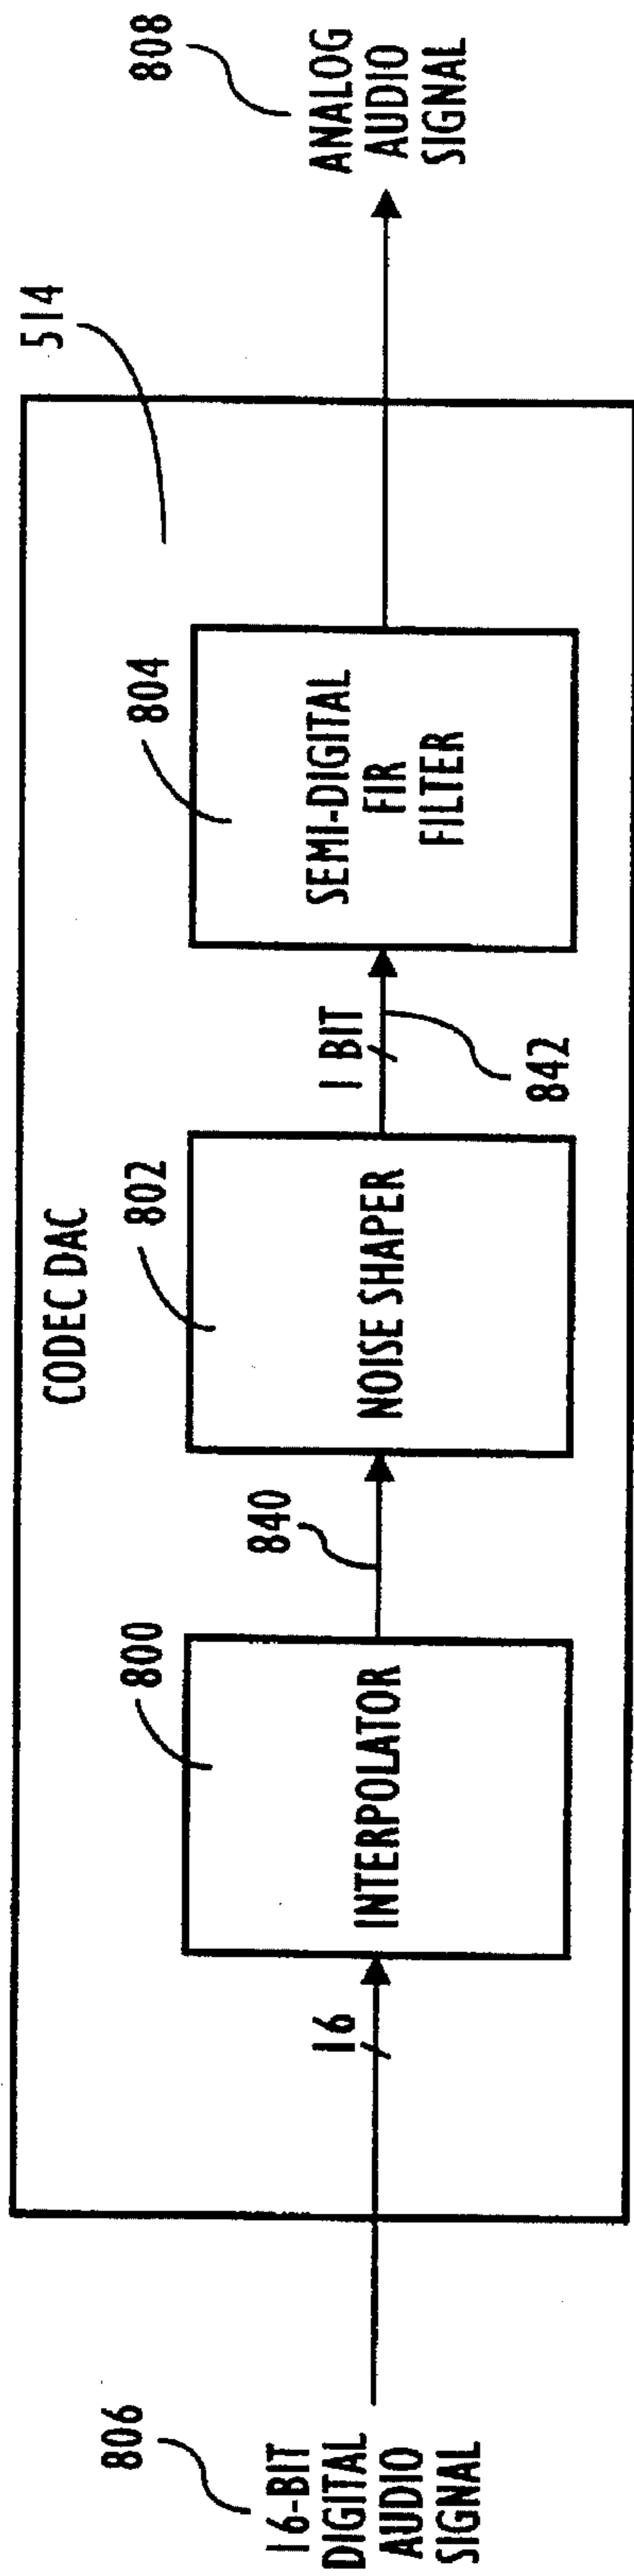 CODEC DAC
514
806
16-BIT
DIGITAL
AUDIO
SIGNAL
16
800
INTERPOLATOR
840
802
NOISE SHAPER
1 BIT
842
804
SEMI-DIGITAL
FIR
FILTER
808
ANALOG
AUDIO
SIGNAL